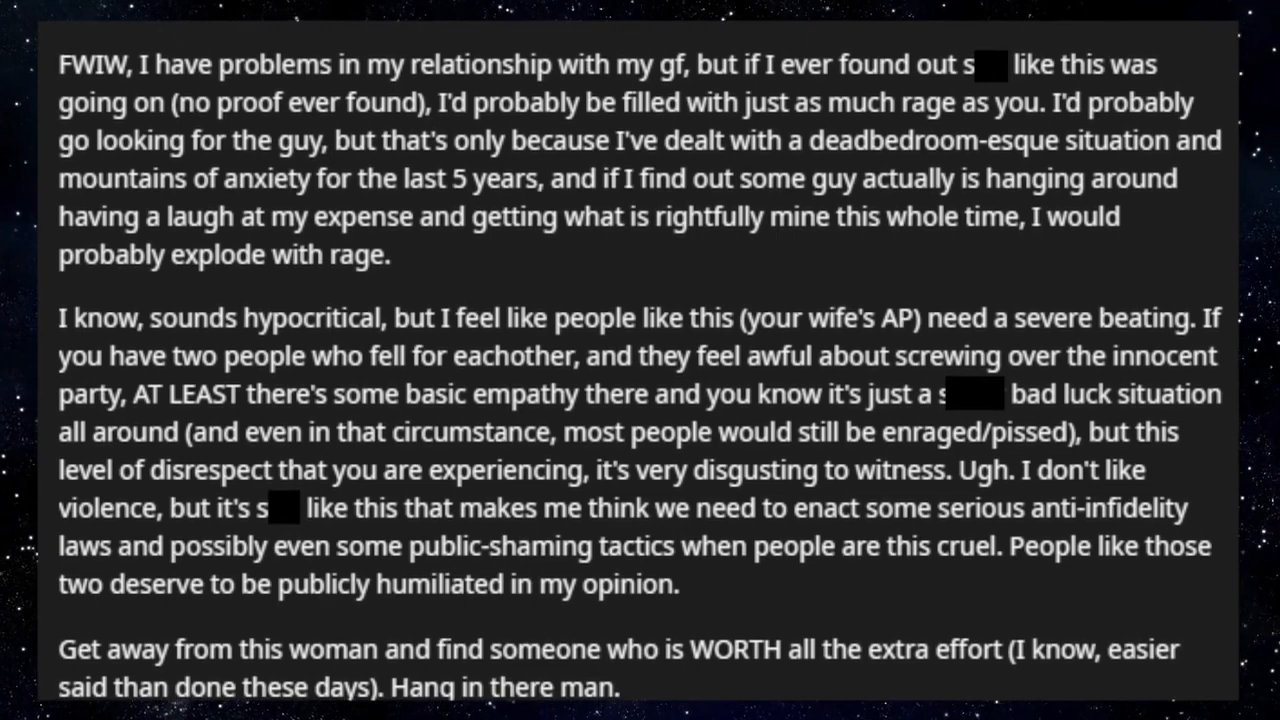 FWIW, I have problems in my relationship with my gf, but if I ever found out s like this was
going on (no proof ever found), I'd probably be filled with just as much rage as you. I'd probably
go looking for the guy, but that's only because I've dealt with a deadbedroom-esque situation and
mountains of anxiety for the last 5 years, and if I find out some guy actually is hanging around
having a laugh at my expense and getting what is rightfully mine this whole time, I would
probably explode with rage.
I know, sounds hypocritical, but I feel like people like this (your wife's AP) need a severe beating. If
you have two people who fell for eachother, and they feel awful about screwing over the innocent
party, AT LEAST there's some basic empathy there and you know it's just a s bad luck situation
all around (and even in that circumstance, most people would still be enraged/pissed), but this
level of disrespect that you are experiencing, it's very disgusting to witness. Ugh. I don't like
violence, but it's s like this that makes me think we need to enact some serious anti-infidelity
laws and possibly even some public-shaming tactics when people are this cruel. People like those
two deserve to be publicly humiliated in my opinion.
Get away from this woman and find someone who is WORTH all the extra effort (I know, easier
said than done these days). Hang in there man.